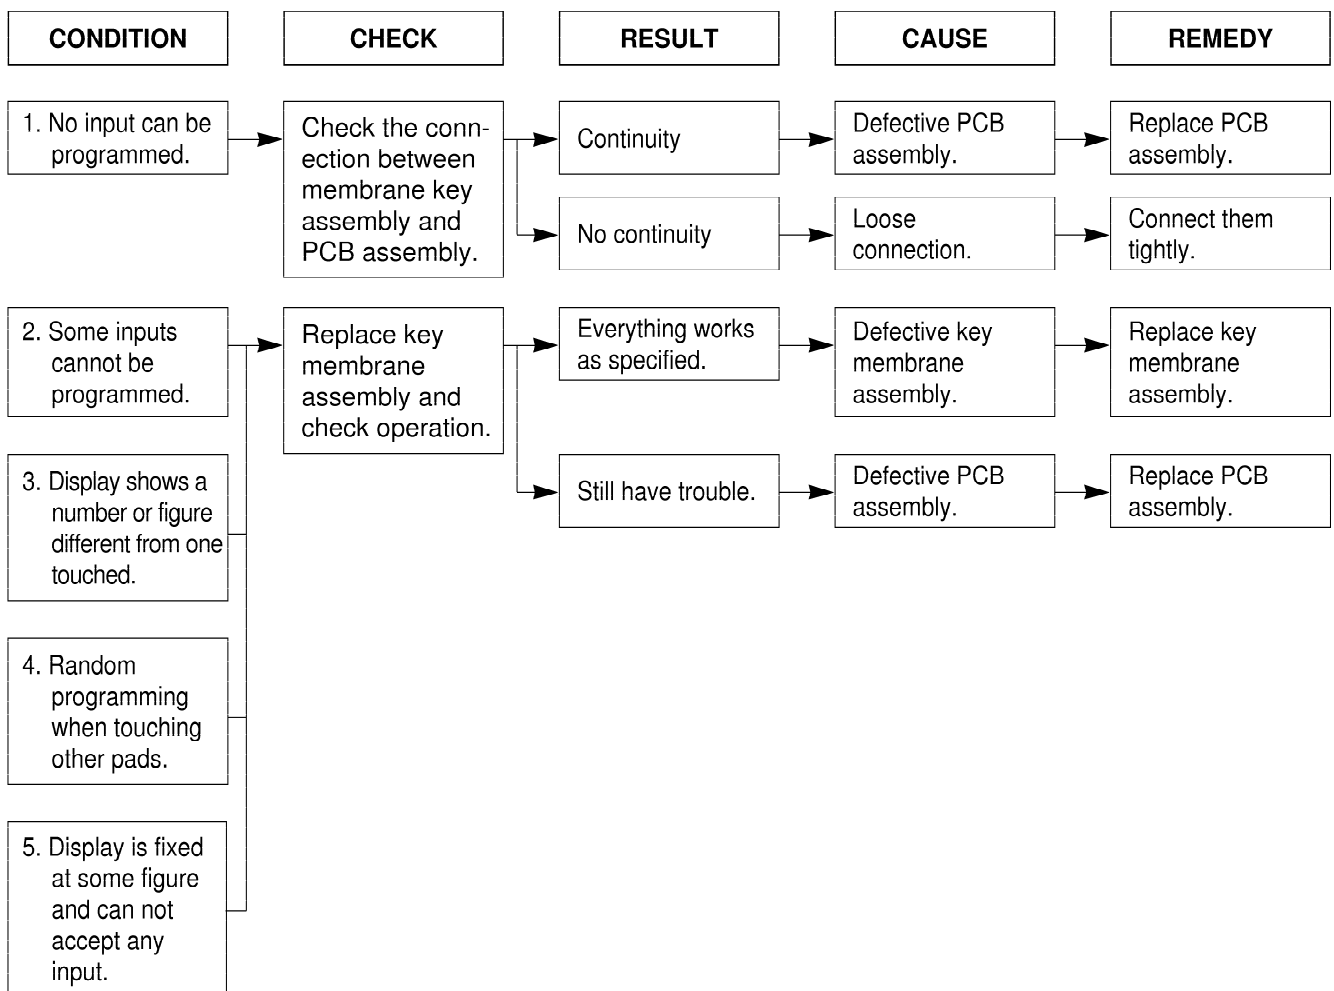 CONDITION
CHECK
RESULT
CAUSE
REMEDY
1. No input can be
programmed.
Check the conn-
ection between
membrane key
assembly and
PCB assembly.
Continuity
Defective PCB
assembly.
Replace PCB
assembly.
No continuity
Loose
connection.
Connect them
tightly.
2. Some inputs
cannot be
programmed.
Replace key
membrane
assembly and
check operation.
Everything works
as specified.
Defective key
membrane
assembly.
Replace key
membrane
assembly.
Still have trouble.
Defective PCB
assembly.
Replace PCB
assembly.
3. Display shows a
number or figure
different from one
touched.
4. Random
programming
when touching
other pads.
5. Display is fixed
at some figure
and can not
accept any
input.